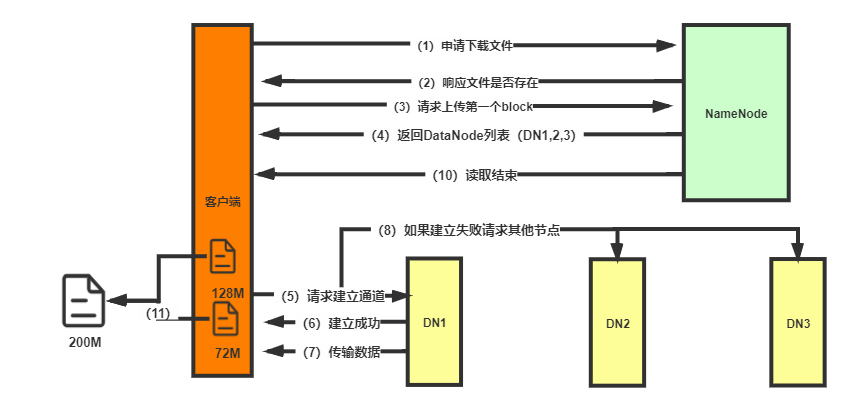 (1) 申请下载文件
(2) 响应文件是否存在
(3) 请求上传第一个block
NameNode
(4) 返回DataNode列表（DN1,2,3)
(10) 读取结束
客户端
(8) 如果建立失败请求其他节点
128M
(5) 请求建立通道
(11)
(6) 建立成功
DN1
DN2
DN3
200M
72M
(7) 传输数据